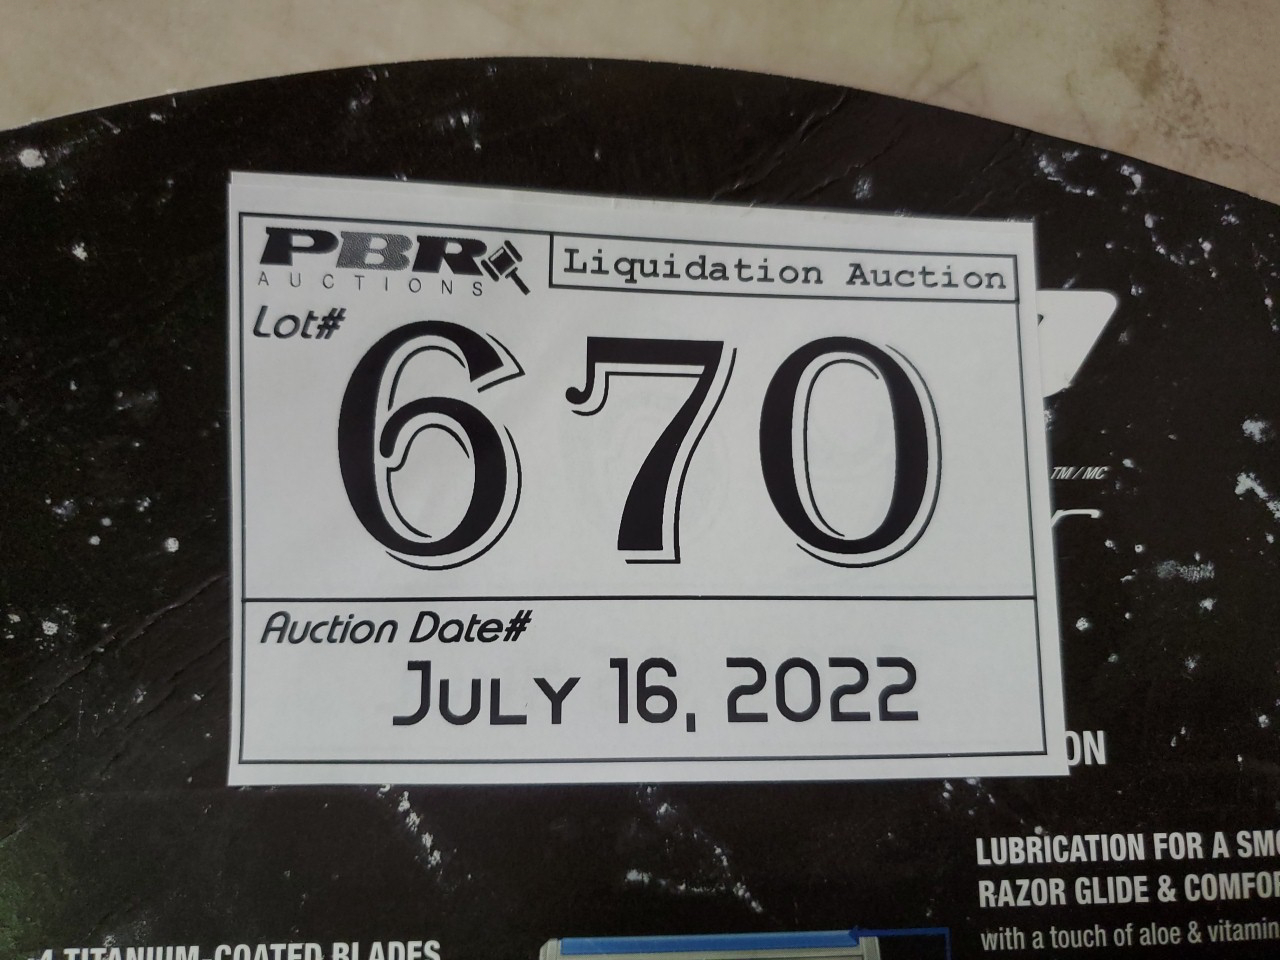 PBR
AUCTIONS
Liquidation Auction
Lot#
670
TM/MC
Auction Date#
July 16, 2022
ON
LUBRICATION FOR A SMO
RAZOR GLIDE & COMFOR
with a touch of aloe & vitamin
4 TITANIUM-COATED BLADES